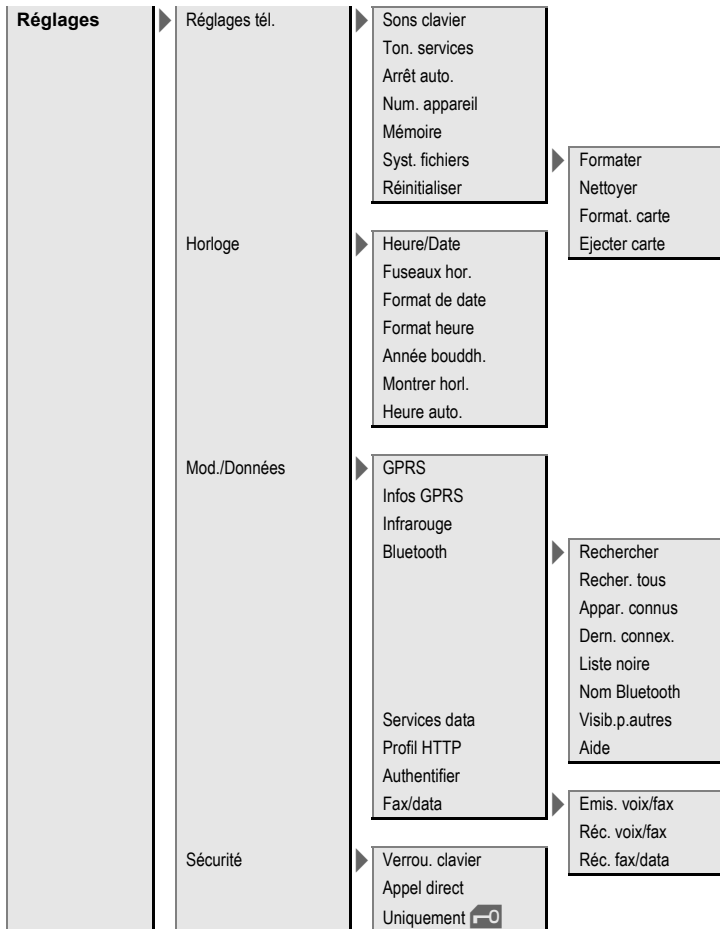 Réglages
Réglages tél.
Sons clavier
Ton. services
Arrêt auto.
Num. appareil
Mémoire
Syst. fichiers
Formater
Réinitialiser
Nettoyer
Format. carte
Horloge
Heure/Date
Ejecter carte
Fuseaux hor.
Format de date
Format heure
Année bouddh.
Montrer horl.
Heure auto.
Mod./Données
GPRS
Infos GPRS
Infrarouge
Bluetooth
Rechercher
Recher. tous
Appar. connus
Dern. connex.
Liste noire
Nom Bluetooth
Services data
Visib.p.autres
Profil HTTP
Aide
Authentifier
Fax/data
Emis. voix/fax
Réc. voix/fax
Sécurité
Verrou. clavier
Réc. fax/data
Appel direct
Uniquement